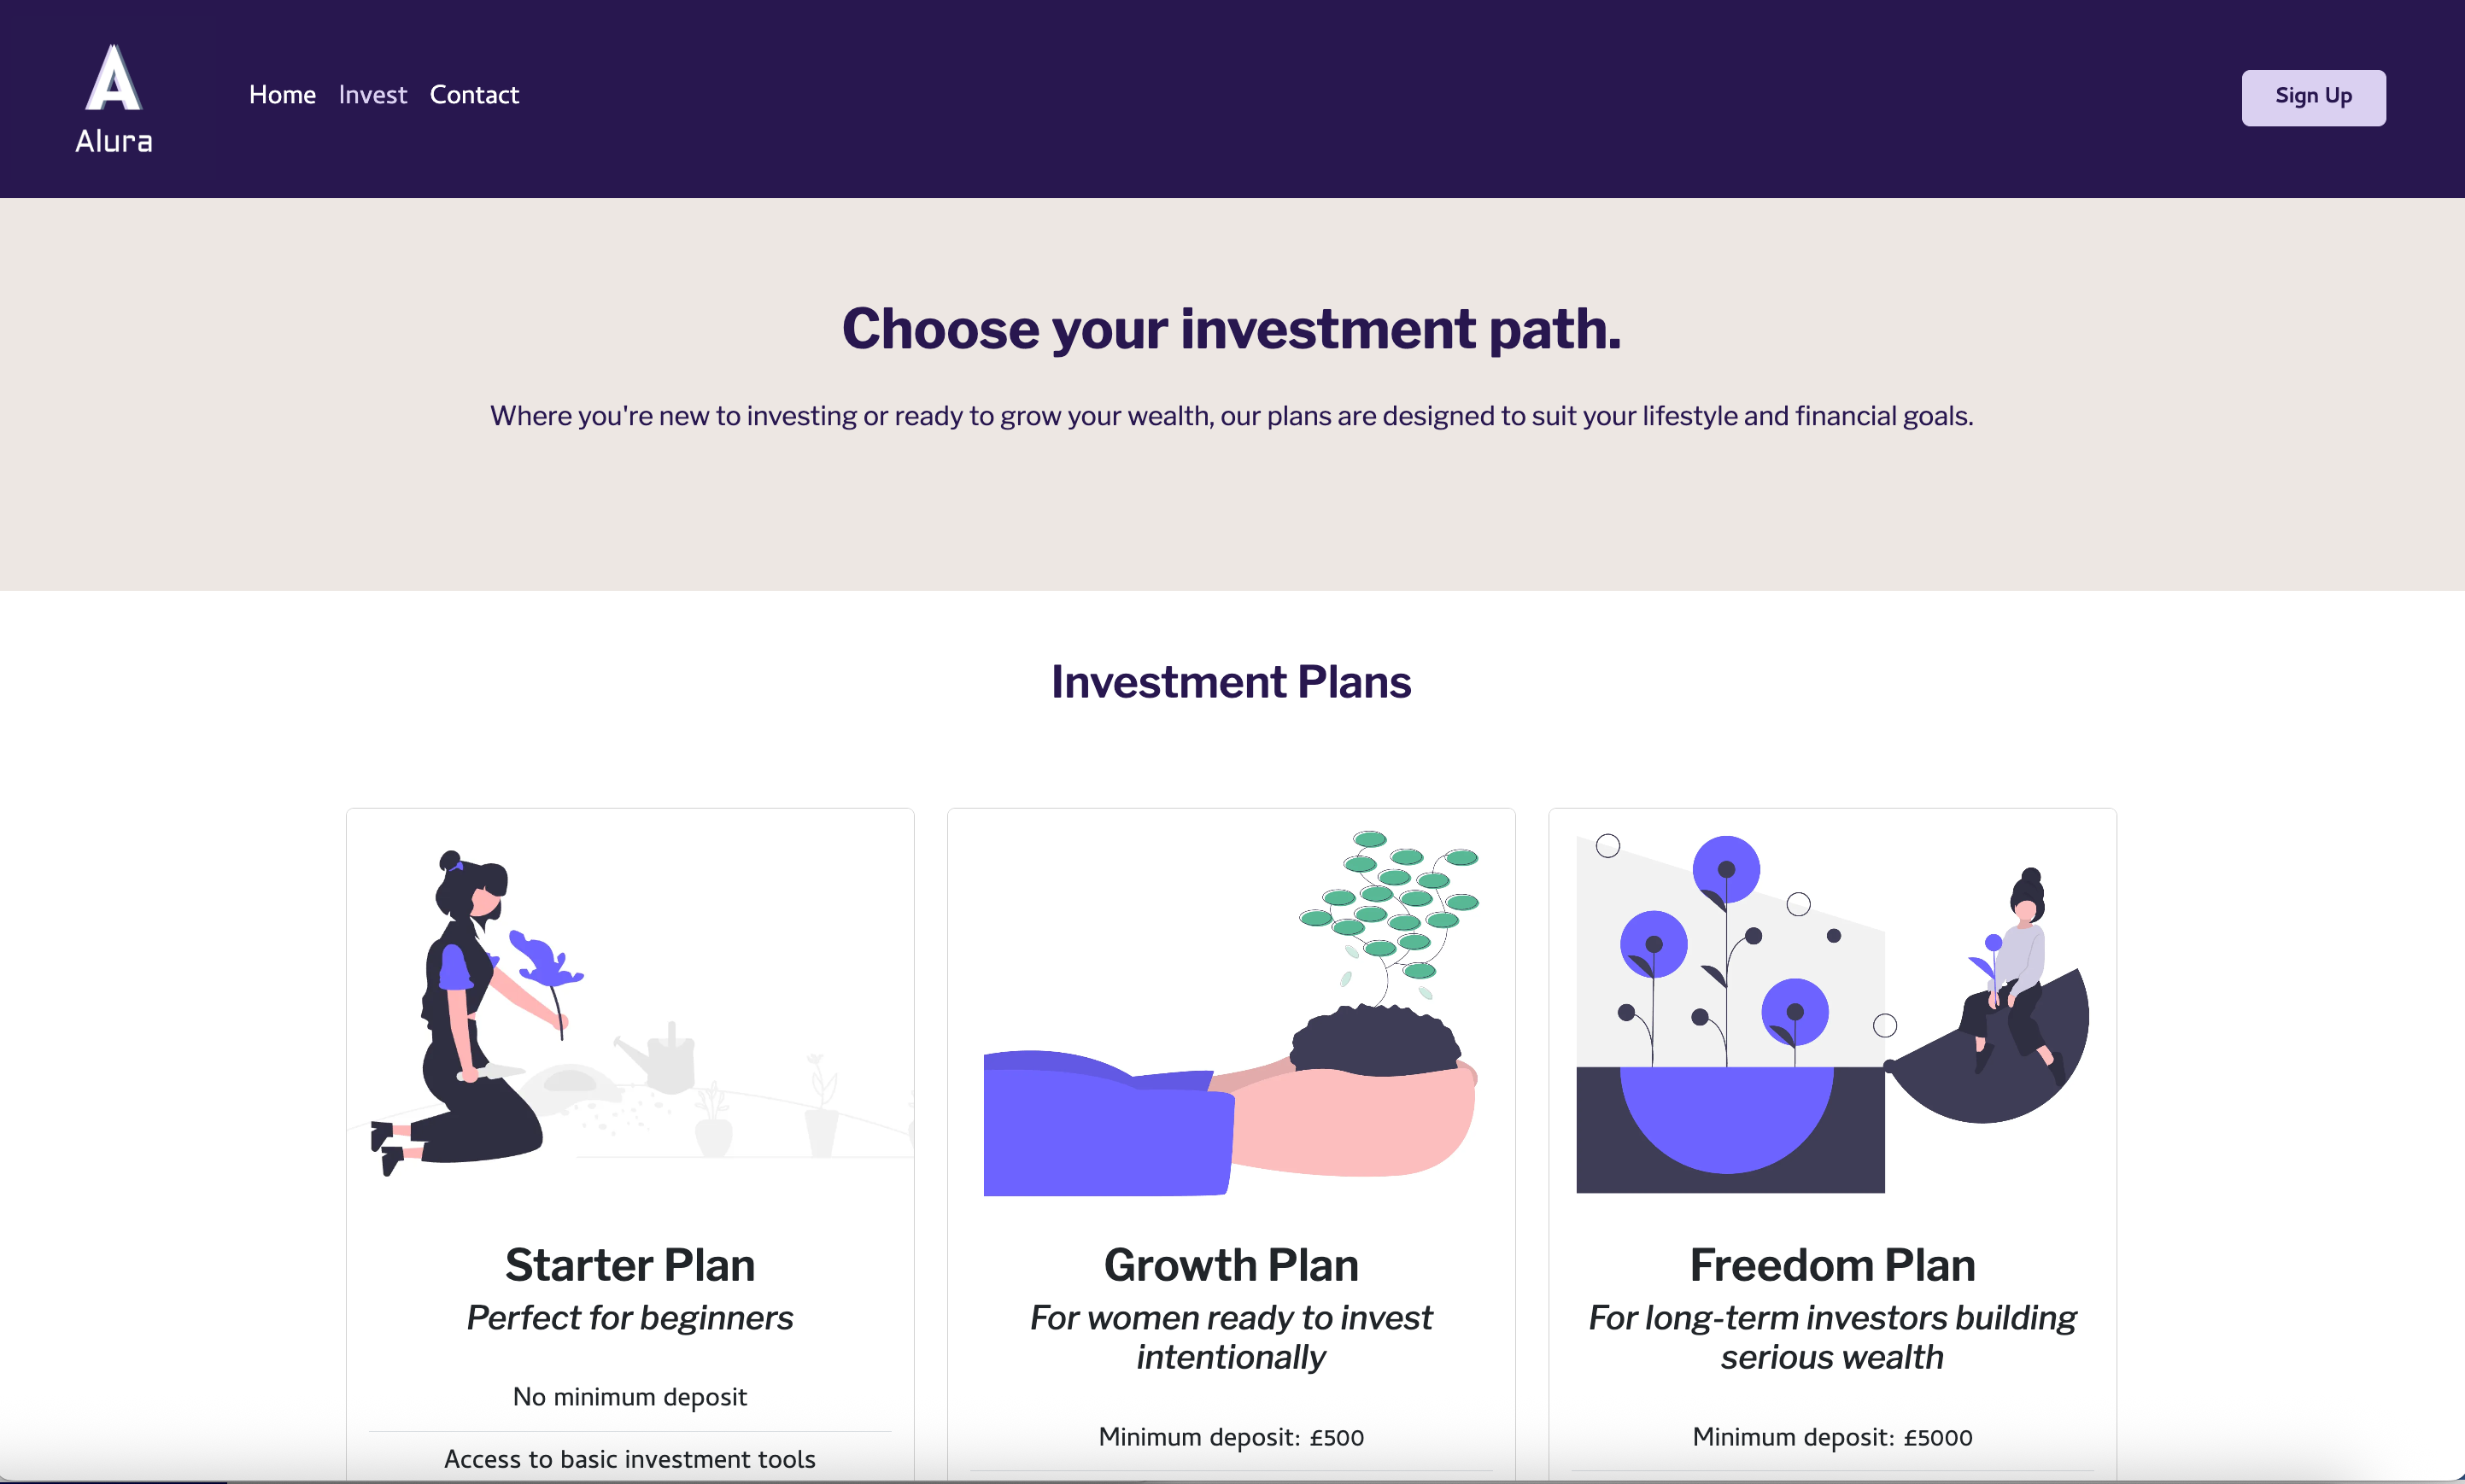 A
Alura
Home Invest Contact
Sign Up
Choose your investment path.
Where you're new to investing or ready to grow your wealth, our plans are designed to suit your lifestyle and financial goals.
Investment Plans
Starter Plan
Perfect for beginners
No minimum deposit
Access to basic investment tools
Growth Plan
For women ready to invest
intentionally
Minimum deposit: £500
Freedom Plan
For long-term investors building
serious wealth
Minimum deposit: £5000